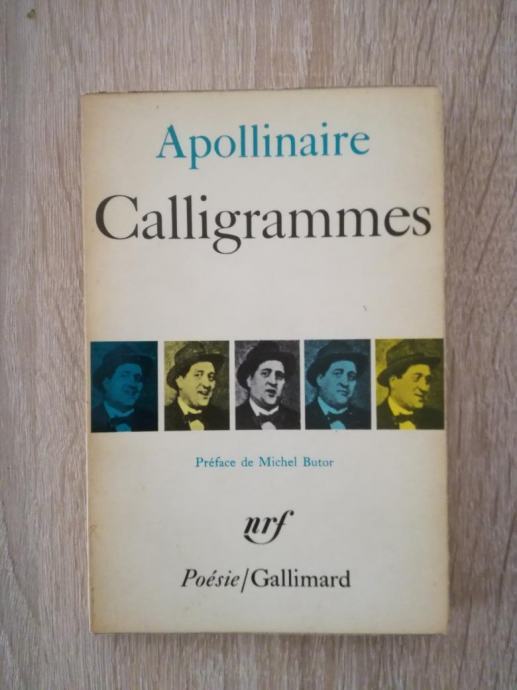 Apollinaire
Calligrammes
Préface de Michel Butor
nrf
Poésie/Gallimard